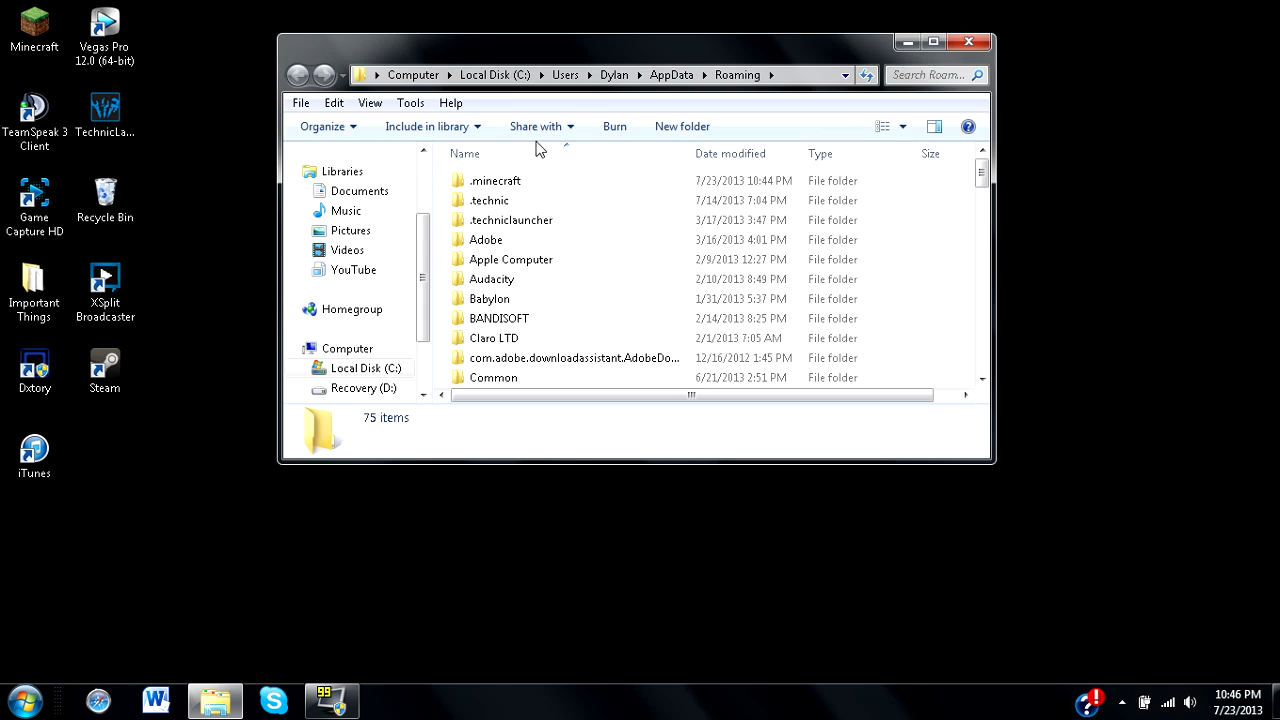 Minecraft
Vegas Pro
12.0 (64-bit)
TeamSpeak 3
Client
TechnicLa...
Game
Capture HD
Recycle Bin
Important
Things
XSplit
Broadcaster
Dxtory
Steam
iTunes
Computer Local Disk (C:) Users Dylan AppData Roaming
Search Roam...
File Edit View Tools Help
Organize Include in library Share with Burn New folder
Libraries
Documents
Music
Pictures
Videos
YouTube
Homegroup
Computer
Local Disk (C:)
Recovery (D:)
Name Date modified Type Size
.minecraft 7/23/2013 10:44 PM File folder
.technic 7/14/2013 7:04 PM File folder
.techniclauncher 3/17/2013 3:47 PM File folder
Adobe 3/16/2013 4:01 PM File folder
Apple Computer 2/9/2013 12:27 PM File folder
Audacity 2/10/2013 8:49 PM File folder
Babylon 1/31/2013 5:37 PM File folder
BANDISOFT 2/14/2013 8:25 PM File folder
Claro LTD 2/1/2013 7:05 AM File folder
com.adobe.downloadassistant.AdobeDo... 12/16/2012 1:45 PM File folder
Common 6/21/2013 2:51 PM File folder
75 items
99
10:46 PM
7/23/2013